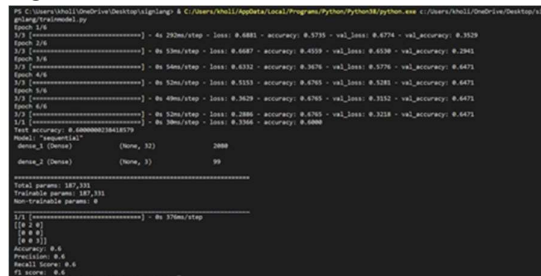 PS C:\Users\kholi\OneDrive\Desktop\signlang> & C:/Users/kholi/AppData/Local/Programs/Python/Python38/python.exe c:/Users/kholi/OneDrive/Desktop/si
gnlang/trainmodel.py
Epoch 1/6
3/3 [==============================] - 4s 292ms/step - loss: 0.6881 - accuracy: 0.5735 - val_loss: 0.6774 - val_accuracy: 0.3529
Epoch 2/6
3/3 [==============================] - 0s 53ms/step - loss: 0.6687 - accuracy: 0.4559 - val_loss: 0.6530 - val_accuracy: 0.2941
Epoch 3/6
3/3 [==============================] - 0s 54ms/step - loss: 0.6332 - accuracy: 0.3676 - val_loss: 0.5776 - val_accuracy: 0.6471
Epoch 4/6
3/3 [==============================] - 0s 52ms/step - loss: 0.5153 - accuracy: 0.6765 - val_loss: 0.5281 - val_accuracy: 0.6471
Epoch 5/6
3/3 [==============================] - 0s 49ms/step - loss: 0.3629 - accuracy: 0.6765 - val_loss: 0.3152 - val_accuracy: 0.6471
Epoch 6/6
3/3 [==============================] - 0s 52ms/step - loss: 0.2886 - accuracy: 0.6765 - val_loss: 0.3218 - val_accuracy: 0.6471
1/1 [==============================] - 0s 30ms/step - loss: 0.3366 - accuracy: 0.6000
Test accuracy: 0.6000000238418579
Model: "sequential"
dense_1 (Dense) (None, 32) 2080
dense_2 (Dense) (None, 3) 99
=================================================================
Total params: 187,331
Trainable params: 187,331
Non-trainable params: 0
_________________________________________________________________
1/1 [==============================] - 0s 376ms/step
[[0 2 0]
[0 0 0]
[0 0 3]]
Accuracy: 0.6
Precision: 0.6
Recall Score: 0.6
f1 score: 0.6